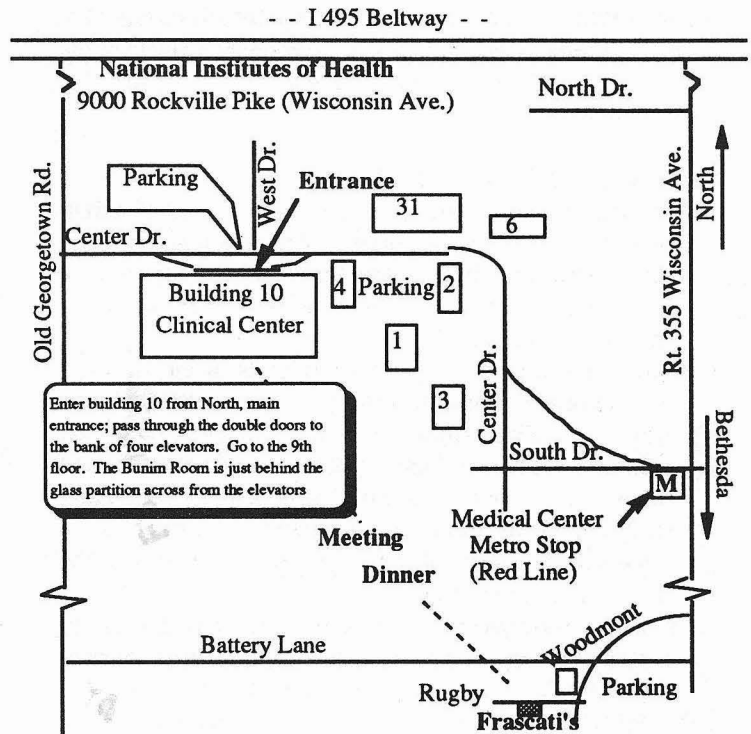 - - I 495 Beltway - -
National Institutes of Health
9000 Rockville Pike (Wisconsin Ave.)
North Dr.
Old Georgetown Rd.
Parking
West Dr.
Entrance
31
6
North
Rt. 355 Wisconsin Ave.
Center Dr.
Building 10
Clinical Center
4
Parking
2
1
3
Center Dr.
Enter building 10 from North, main
entrance; pass through the double doors to
the bank of four elevators. Go to the 9th
floor. The Bunim Room is just behind the
glass partition across from the elevators
South Dr.
M
Bethesda
Medical Center
Metro Stop
(Red Line)
Meeting
Dinner
Battery Lane
Woodmont
Rugby
Parking
Frascati's